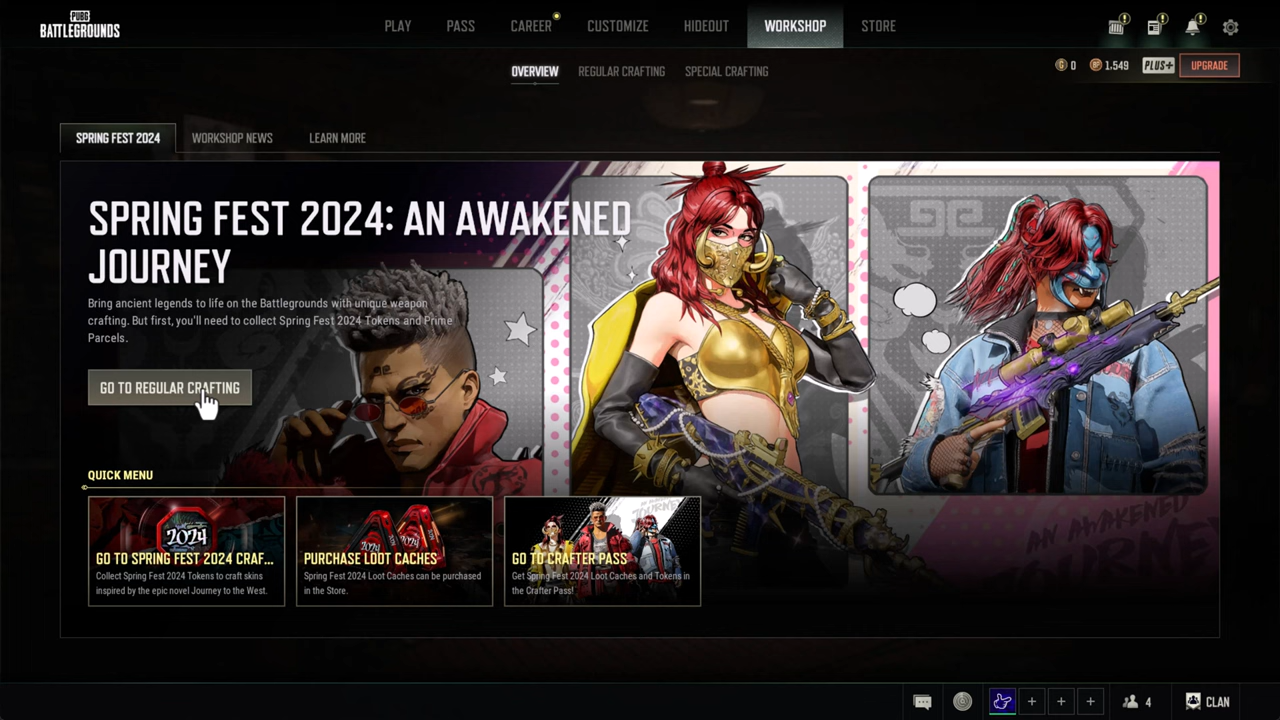 PUBG
BATTLEGROUNDS
PLAY
PASS
CAREER
CUSTOMIZE
HIDEOUT
WORKSHOP
STORE
OVERVIEW
REGULAR CRAFTING
SPECIAL CRAFTING
G 0
BP 1,549
PLUS+
UPGRADE
SPRING FEST 2024
WORKSHOP NEWS
LEARN MORE
SPRING FEST 2024: AN AWAKENED
JOURNEY
Bring ancient legends to life on the Battlegrounds with unique weapon
crafting. But first, you'll need to collect Spring Fest 2024 Tokens and Prime
Parcels.
GO TO REGULAR CRAFTING
QUICK MENU
2024
GO TO SPRING FEST 2024 CRAF...
Collect Spring Fest 2024 Tokens to craft skins
inspired by the epic novel Journey to the West.
2024
2024
PURCHASE LOOT CACHES
Spring Fest 2024 Loot Caches can be purchased
in the Store.
JOURNEY
GO TO CRAFTER PASS
Get Spring Fest 2024 Loot Caches and Tokens in
the Crafter Pass!
AN AWAKENED
JOURNEY
4
CLAN